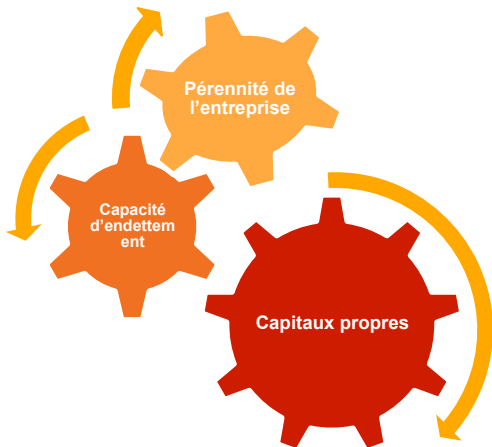 Pérennité de
l'entreprise
Capacité
d'endettem
ent
Capitaux propres